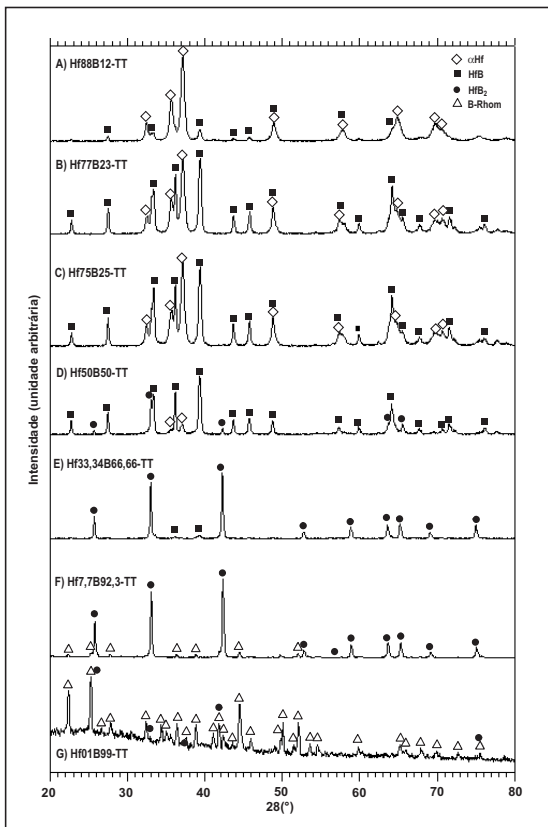 A) Hf88B12-TT
αHf
HfB
HfB2
B-Rhom
B) Hf77B23-TT
C) Hf75B25-TT
D) Hf50B50-TT
E) Hf33,34B66,66-TT
F) Hf7,7B92,3-TT
G) Hf01B99-TT
Intensidade (unidade arbitrária)
20 30 40 50 60 70 80
28(°)